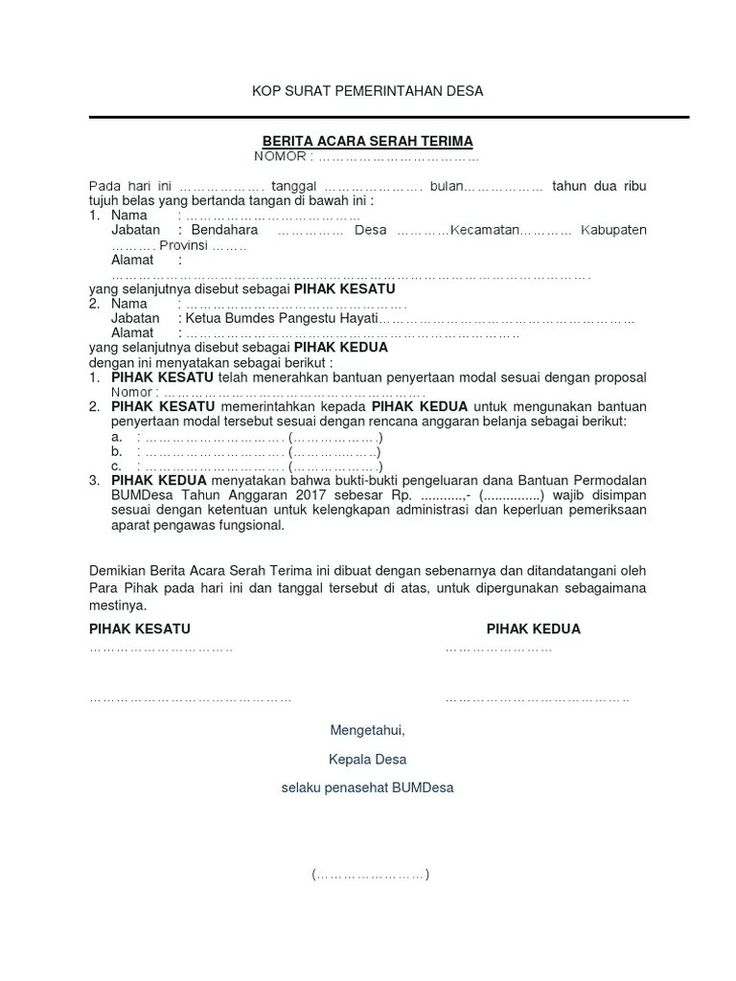 KOP SURAT PEMERINTAHAN DESA
BERITA ACARA SERAH TERIMA
NOMOR : ………………………………
Pada hari ini ………………. tanggal …………………. bulan……………… tahun dua ribu
tujuh belas yang bertanda tangan di bawah ini :
1. Nama : …………………………………
Jabatan : Bendahara …………… Desa …………Kecamatan………… Kabupaten
………. Provinsi ……..
Alamat :
…………………………………………………………………………………………….
yang selanjutnya disebut sebagai PIHAK KESATU
2. Nama : ………………………………………….
Jabatan : Ketua Bumdes Pangestu Hayati…………………………………………………
Alamat : ………………………………………………………………..
yang selanjutnya disebut sebagai PIHAK KEDUA
dengan ini menyatakan sebagai berikut :
1. PIHAK KESATU telah menerahkan bantuan penyertaan modal sesuai dengan proposal
Nomor : ………………………………………………….
2. PIHAK KESATU memerintahkan kepada PIHAK KEDUA untuk mengunakan bantuan
penyertaan modal tersebut sesuai dengan rencana anggaran belanja sebagai berikut:
a. : …………………………. (……………….)
b. : …………………………. (………………..)
c. : …………………………. (……………….)
3. PIHAK KEDUA menyatakan bahwa bukti-bukti pengeluaran dana Bantuan Permodalan
BUMDesa Tahun Anggaran 2017 sebesar Rp. ...........,- (...............) wajib disimpan
sesuai dengan ketentuan untuk kelengkapan administrasi dan keperluan pemeriksaan
aparat pengawas fungsional.
Demikian Berita Acara Serah Terima ini dibuat dengan sebenarnya dan ditandatangani oleh
Para Pihak pada hari ini dan tanggal tersebut di atas, untuk dipergunakan sebagaimana
mestinya.
PIHAK KESATU PIHAK KEDUA
………………………….. ……………………
……………………………………… …………………………………..
Mengetahui,
Kepala Desa
selaku penasehat BUMDesa
(……………………)